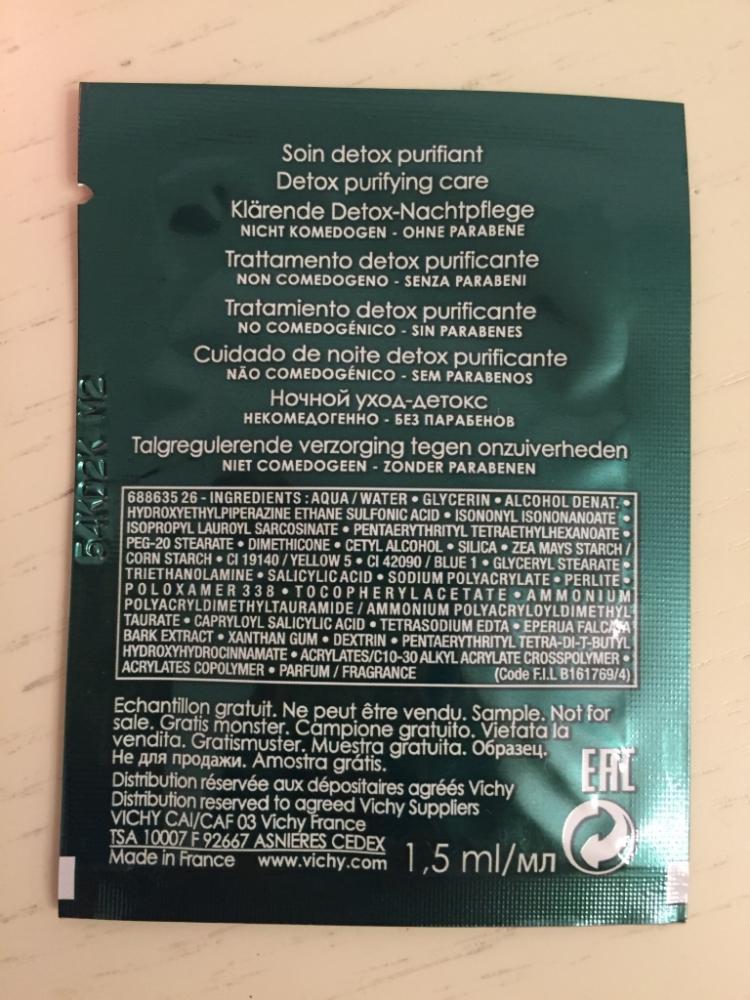 Soin detox purifiant
Detox purifying care
Klärende Detox-Nachtpflege
NICHT KOMEDOGEN - OHNE PARABENE
Trattamento detox purificante
NON COMEDOGENO - SENZA PARABENI
Tratamiento detox purificante
NO COMEDOGÉNICO - SIN PARABENES
Cuidado de noite detox purificante
NÃO COMEDOGÉNICO - SEM PARABENOS
Ночной уход-детокс
НЕКОМЕДОГЕННО - БЕЗ ПАРАБЕНОВ
Talgregulerende verzorging tegen onzuiverheden
NIET COMEDOGEEN - ZONDER PARABENEN
54K02K M2
688635 26 - INGREDIENTS : AQUA / WATER • GLYCERIN • ALCOHOL DENAT. •
HYDROXYETHYLPIPERAZINE ETHANE SULFONIC ACID • ISONONYL ISONONANOATE •
ISOPROPYL LAUROYL SARCOSINATE • PENTAERYTHRITYL TETRAETHYLHEXANOATE •
PEG-20 STEARATE • DIMETHICONE • CETYL ALCOHOL • SILICA • ZEA MAYS STARCH /
CORN STARCH • CI 19140 / YELLOW 5 • CI 42090 / BLUE 1 • GLYCERYL STEARATE •
TRIETHANOLAMINE • SALICYLIC ACID • SODIUM POLYACRYLATE • PERLITE •
POLOXAMER 338 • TOCOPHERYL ACETATE • AMMONIUM
POLYACRYLDIMETHYLTAURAMIDE / AMMONIUM POLYACRYLOYLDIMETHYL
TAURATE • CAPRYLOYL SALICYLIC ACID • TETRASODIUM EDTA • EPERUA FALCATA
BARK EXTRACT • XANTHAN GUM • DEXTRIN • PENTAERYTHRITYL TETRA-DI-T-BUTYL
HYDROXYHYDROCINNAMATE • ACRYLATES/C10-30 ALKYL ACRYLATE CROSSPOLYMER •
ACRYLATES COPOLYMER • PARFUM / FRAGRANCE (Code F.I.L B161769/4)
Echantillon gratuit. Ne peut être vendu. Sample. Not for
sale. Gratis monster. Campione gratuito. Vietata la
vendita. Gratismuster. Muestra gratuita. Образец.
Не для продажи. Amostra grátis.
Distribution réservée aux dépositaires agréés Vichy
Distribution reserved to agreed Vichy Suppliers
VICHY CAI/CAF 03 Vichy France
TSA 10007 F 92667 ASNIERES CEDEX
Made in France www.vichy.com 1,5 ml/мл
EAC